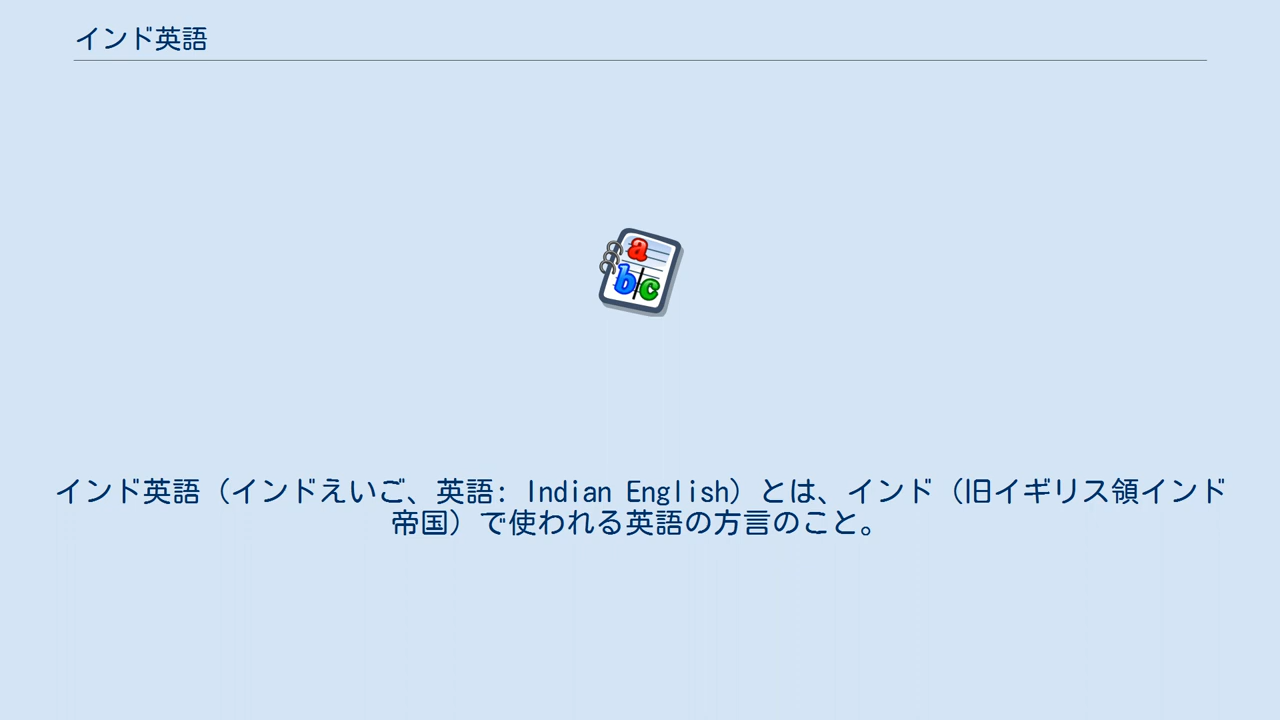 インド英語
a
b c
インド英語（インドえいご、英語: Indian English）とは、インド（旧イギリス領インド
帝国）で使われる英語の方言のこと。